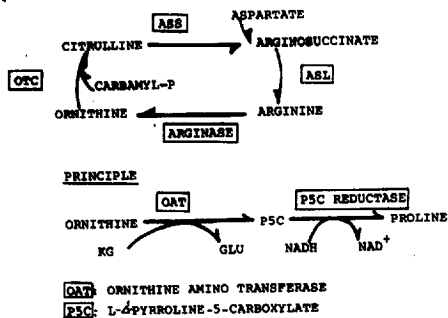 ASPARTATE
ASS
CITRULLINE
ARGINOSUCCINATE
OTC
CARBAMYL-P
ASL
ORNITHINE
ARGININE
ARGINASE
PRINCIPLE
OAT
P5C REDUCTASE
ORNITHINE
P5C
PROLINE
KG
GLU
NADH
NAD+
OAT: ORNITHINE AMINO TRANSFERASE
P5C: L-ΔPYRROLINE-5-CARBOXYLATE